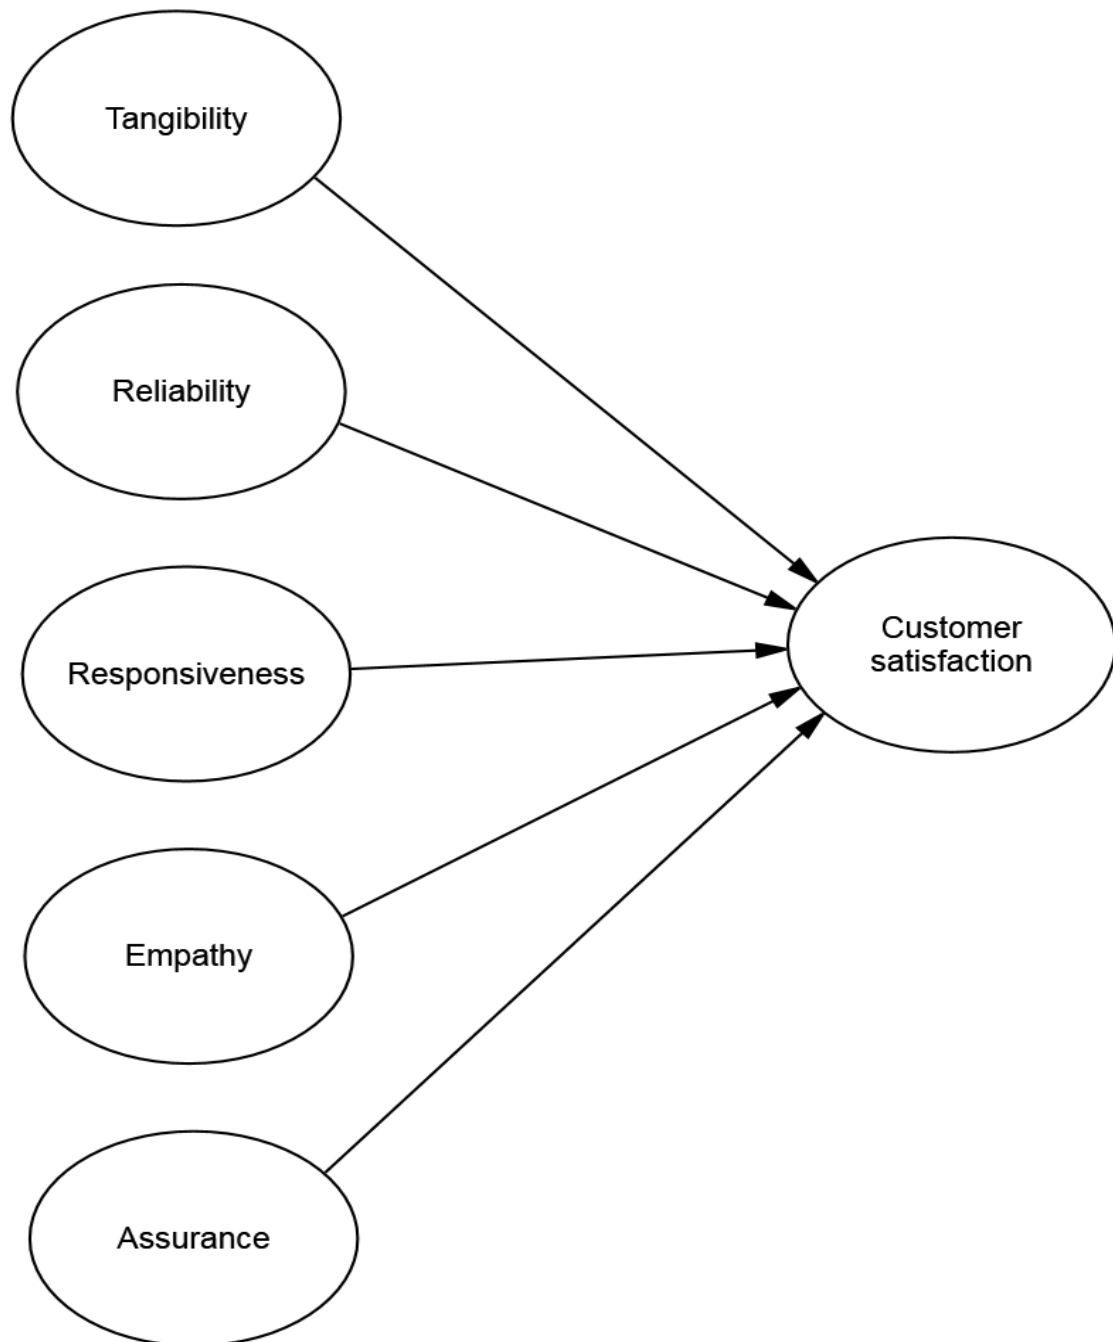 Tangibility
Reliability
Responsiveness
Customer
satisfaction
Empathy
Assurance